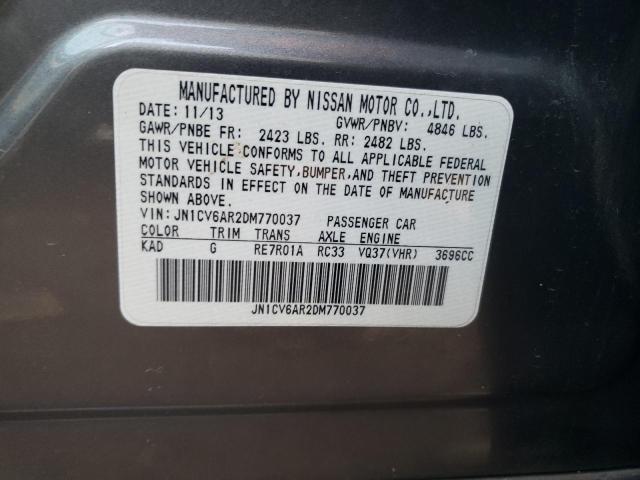 MANUFACTURED BY NISSAN MOTOR CO.,LTD.
DATE: 11/13 GVWR/PNBV: 4846 LBS.
GAWR/PNBE FR: 2423 LBS. RR: 2482 LBS.
THIS VEHICLE CONFORMS TO ALL APPLICABLE FEDERAL
MOTOR VEHICLE SAFETY,BUMPER,AND THEFT PREVENTION
STANDARDS IN EFFECT ON THE DATE OF MANUFACTURE
SHOWN ABOVE.
VIN: JN1CV6AR2DM770037 PASSENGER CAR
COLOR TRIM TRANS AXLE ENGINE
KAD G RE7R01A RC33 VQ37(VHR) 3696CC
JN1CV6AR2DM770037